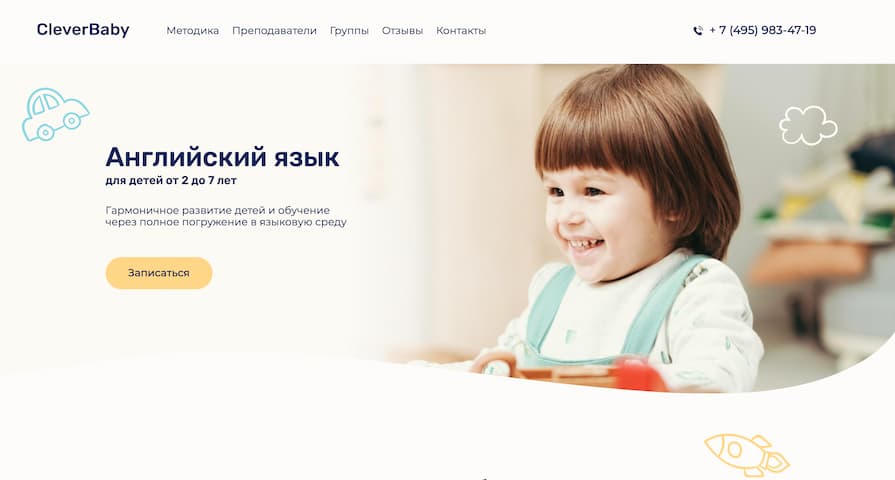 CleverBaby
Методика Преподаватели Группы Отзывы Контакты
+ 7 (495) 983-47-19
Английский язык
для детей от 2 до 7 лет
Гармоничное развитие детей и обучение
через полное погружение в языковую среду
Записаться